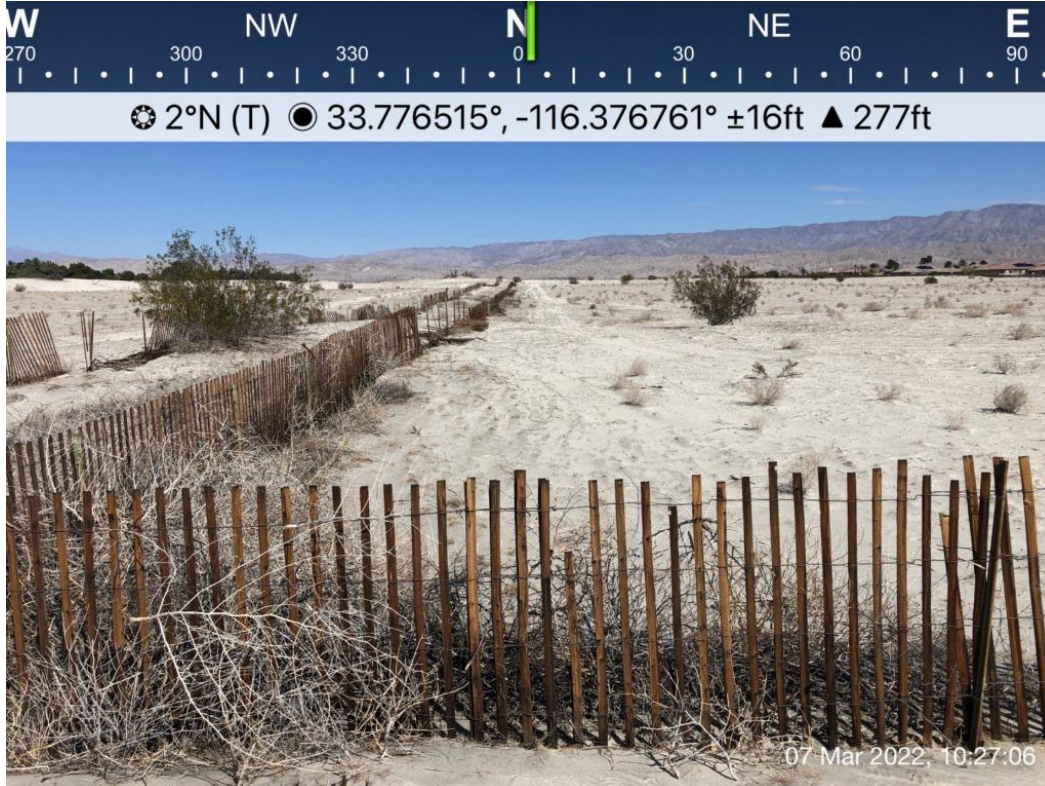 W NW N NE E
270 300 330 0 30 60 90
2°N (T) 33.776515°, -116.376761° ±16ft ▲ 277ft
07 Mar 2022, 10:27:06